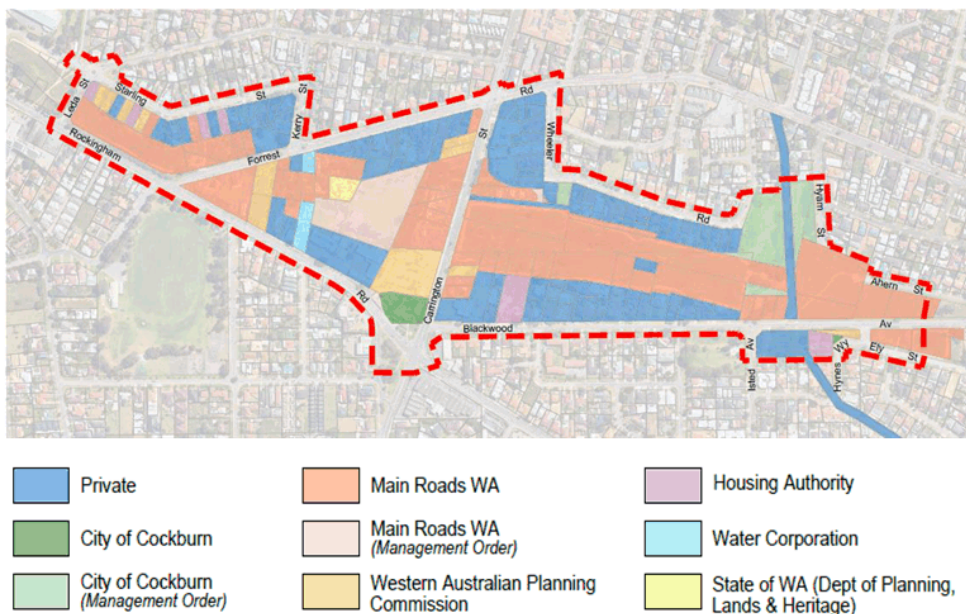 Leda St
Starling St
Kerry St
Rockingham Rd
Forrest Rd
Carrington St
Wheeler
Rd
Hyam St
Ahern St
Blackwood Av
Isted Av
Hynes Wy
Ely St
Private
City of Cockburn
City of Cockburn
(Management Order)
Main Roads WA
Main Roads WA
(Management Order)
Western Australian Planning
Commission
Housing Authority
Water Corporation
State of WA (Dept of Planning,
Lands & Heritage)